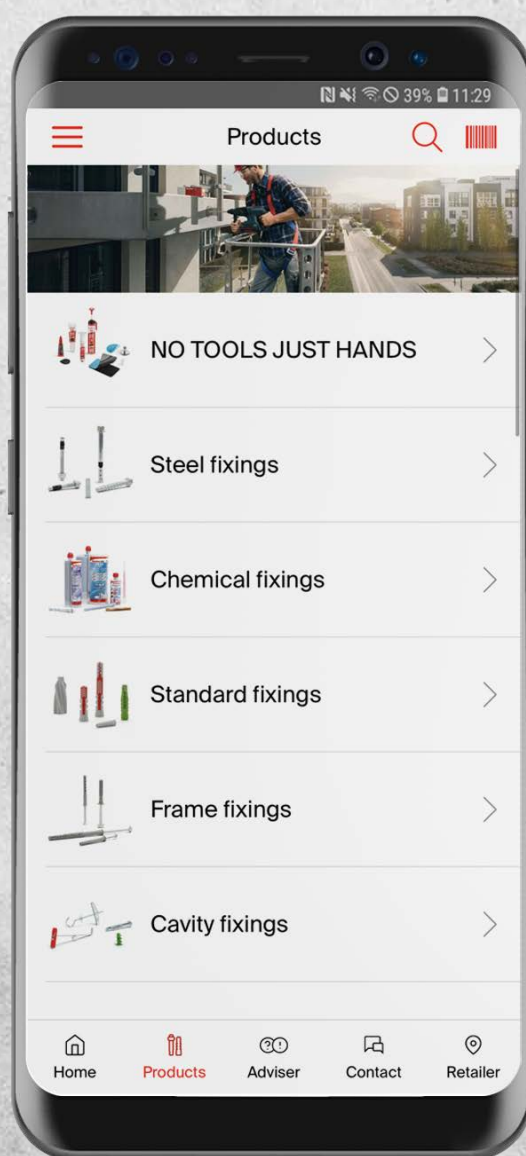 39% 11:29
Products
NO TOOLS JUST HANDS
Steel fixings
Chemical fixings
Standard fixings
Frame fixings
Cavity fixings
Home Products Adviser Contact Retailer